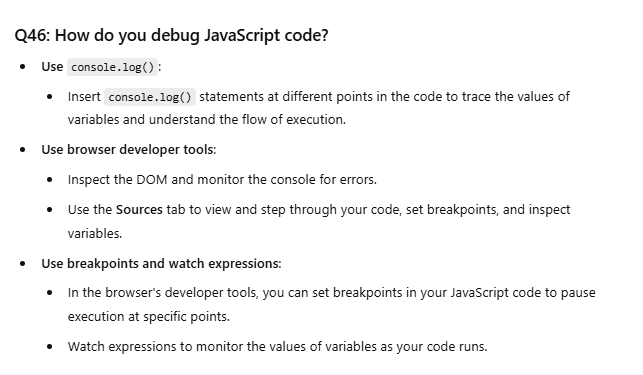 Q46: How do you debug JavaScript code?
• Use console.log():
• Insert console.log() statements at different points in the code to trace the values of
variables and understand the flow of execution.
• Use browser developer tools:
• Inspect the DOM and monitor the console for errors.
• Use the Sources tab to view and step through your code, set breakpoints, and inspect
variables.
• Use breakpoints and watch expressions:
• In the browser's developer tools, you can set breakpoints in your JavaScript code to pause
execution at specific points.
• Watch expressions to monitor the values of variables as your code runs.